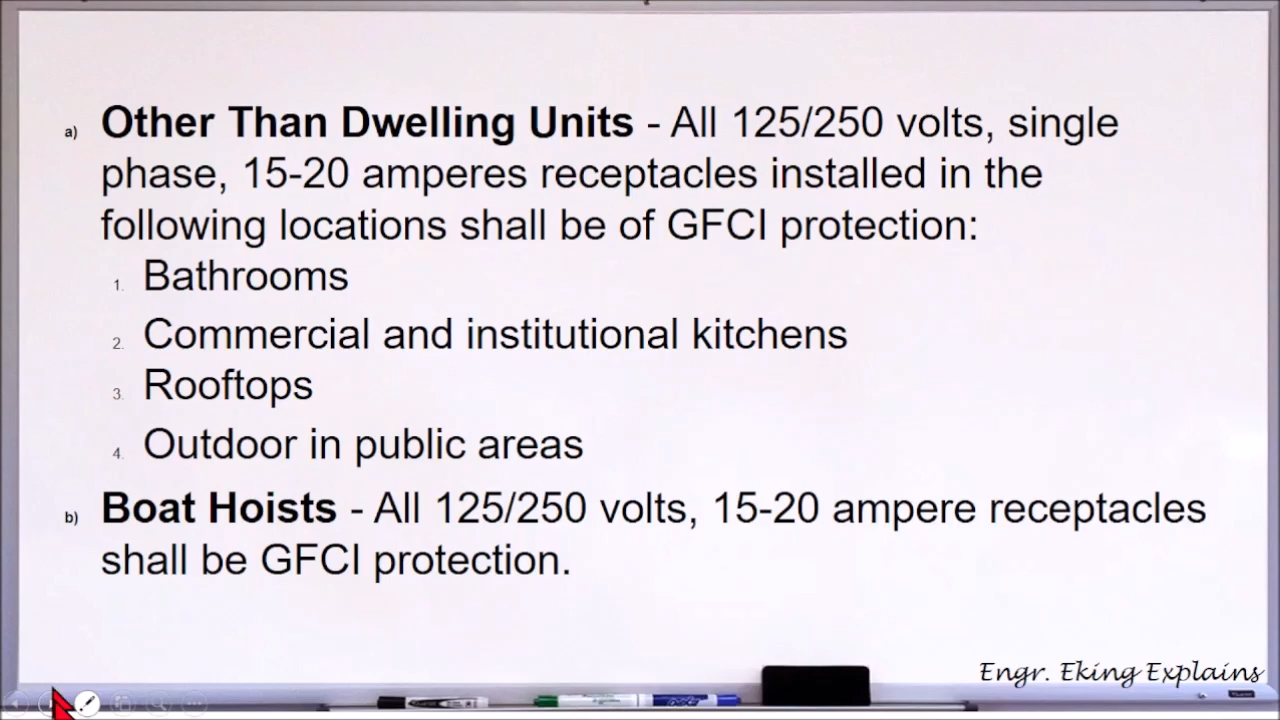 a) Other Than Dwelling Units - All 125/250 volts, single
phase, 15-20 amperes receptacles installed in the
following locations shall be of GFCI protection:
1. Bathrooms
2. Commercial and institutional kitchens
3. Rooftops
4. Outdoor in public areas
b) Boat Hoists - All 125/250 volts, 15-20 ampere receptacles
shall be GFCI protection.
Engr. Eking Explains